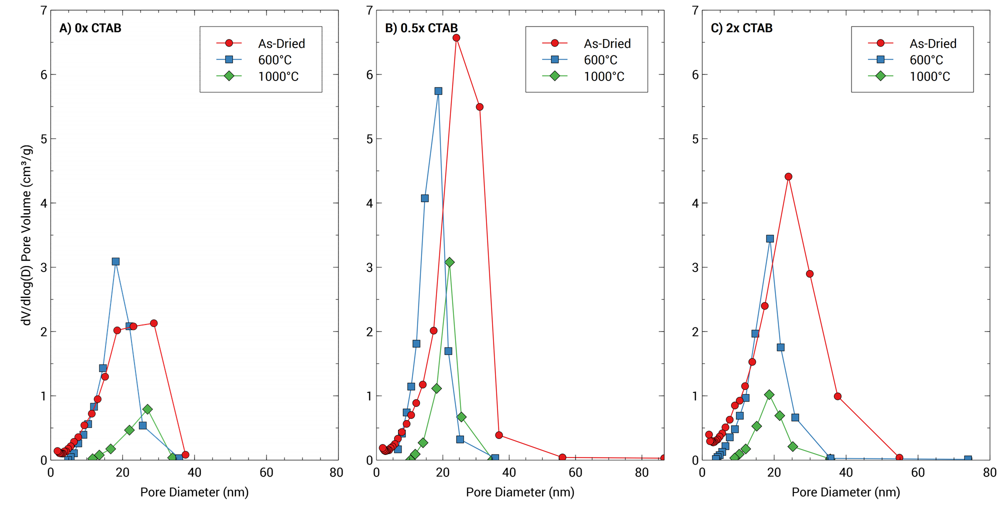 A) 0x CTAB
As-Dried
600°C
1000°C
7
6
5
4
3
2
1
0
dV/dlog(D) Pore Volume (cm³/g)
0 20 40 60 80
Pore Diameter (nm)
B) 0.5x CTAB
As-Dried
600°C
1000°C
7
6
5
4
3
2
1
0
0 20 40 60 80
Pore Diameter (nm)
C) 2x CTAB
As-Dried
600°C
1000°C
7
6
5
4
3
2
1
0
0 20 40 60 80
Pore Diameter (nm)